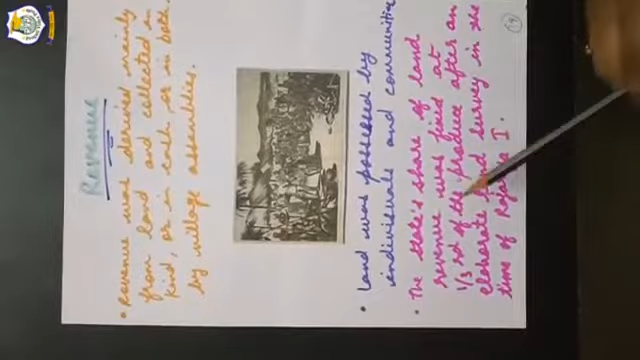 Revenue
• Revenue was derived mainly
from land and collected in
kind, or in cash, or in both
by village assemblies.
• Land was possessed by
individuals and communities
• The state's share of land
revenue was fixed at
1/3 rd of the produce after an
elaborate land survey in the
time of Rajaraja I.